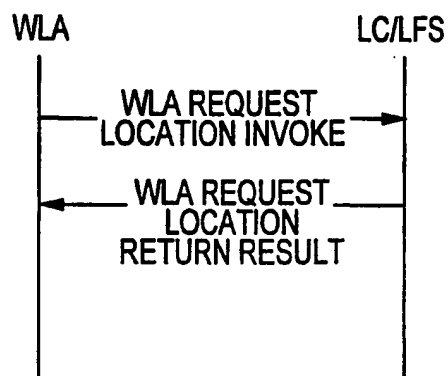 WLA
LC/LFS
WLA REQUEST
LOCATION INVOKE
WLA REQUEST
LOCATION
RETURN RESULT